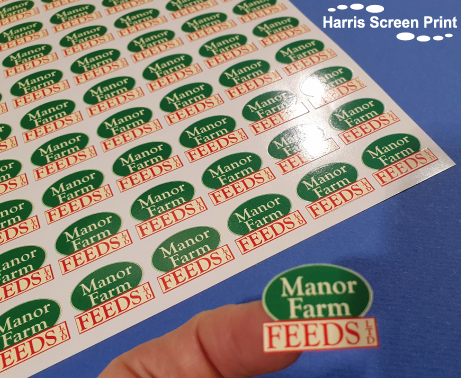 Harris Screen Print
Manor
Farm
FEEDS LTD